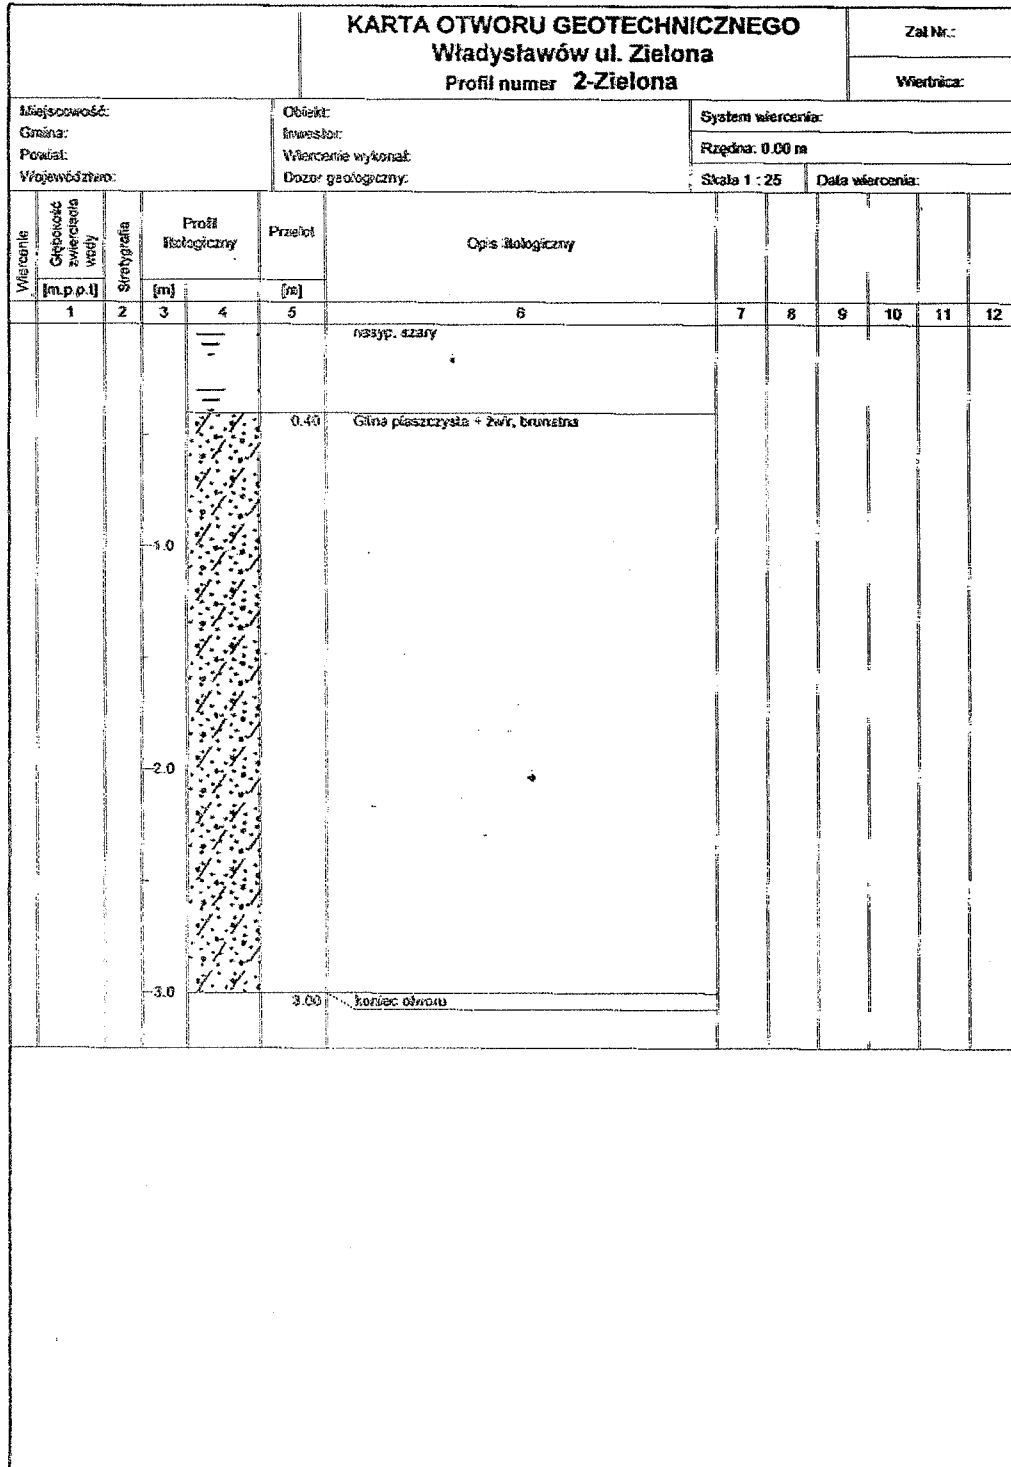 KARTA OTWORU GEOTECHNICZNEGO
Władysławów ul. Zielona
Profil numer 2-Zielona
Zał Nr.:
Wiertnica:
Miejscowość:
Gmina:
Powiat:
Województwo:
Obiekt:
Inwestor:
Wiercenie wykonał:
Dozór geologiczny:
System wiercenia:
Rzędna: 0.00 m
Skala 1 : 25
Data wiercenia:
Wiercenie
Głębokość zwierciadła wody
[m.p.p.t]
Stratygrafia
Profil litologiczny
[m]
Przelot
[m]
Opis litologiczny
1 2 3 4 5 6 7 8 9 10 11 12
nasyp, szary
0.40 Glina piaszczysta + żwir, brunatna
1.0
2.0
3.0
3.00 koniec otworu